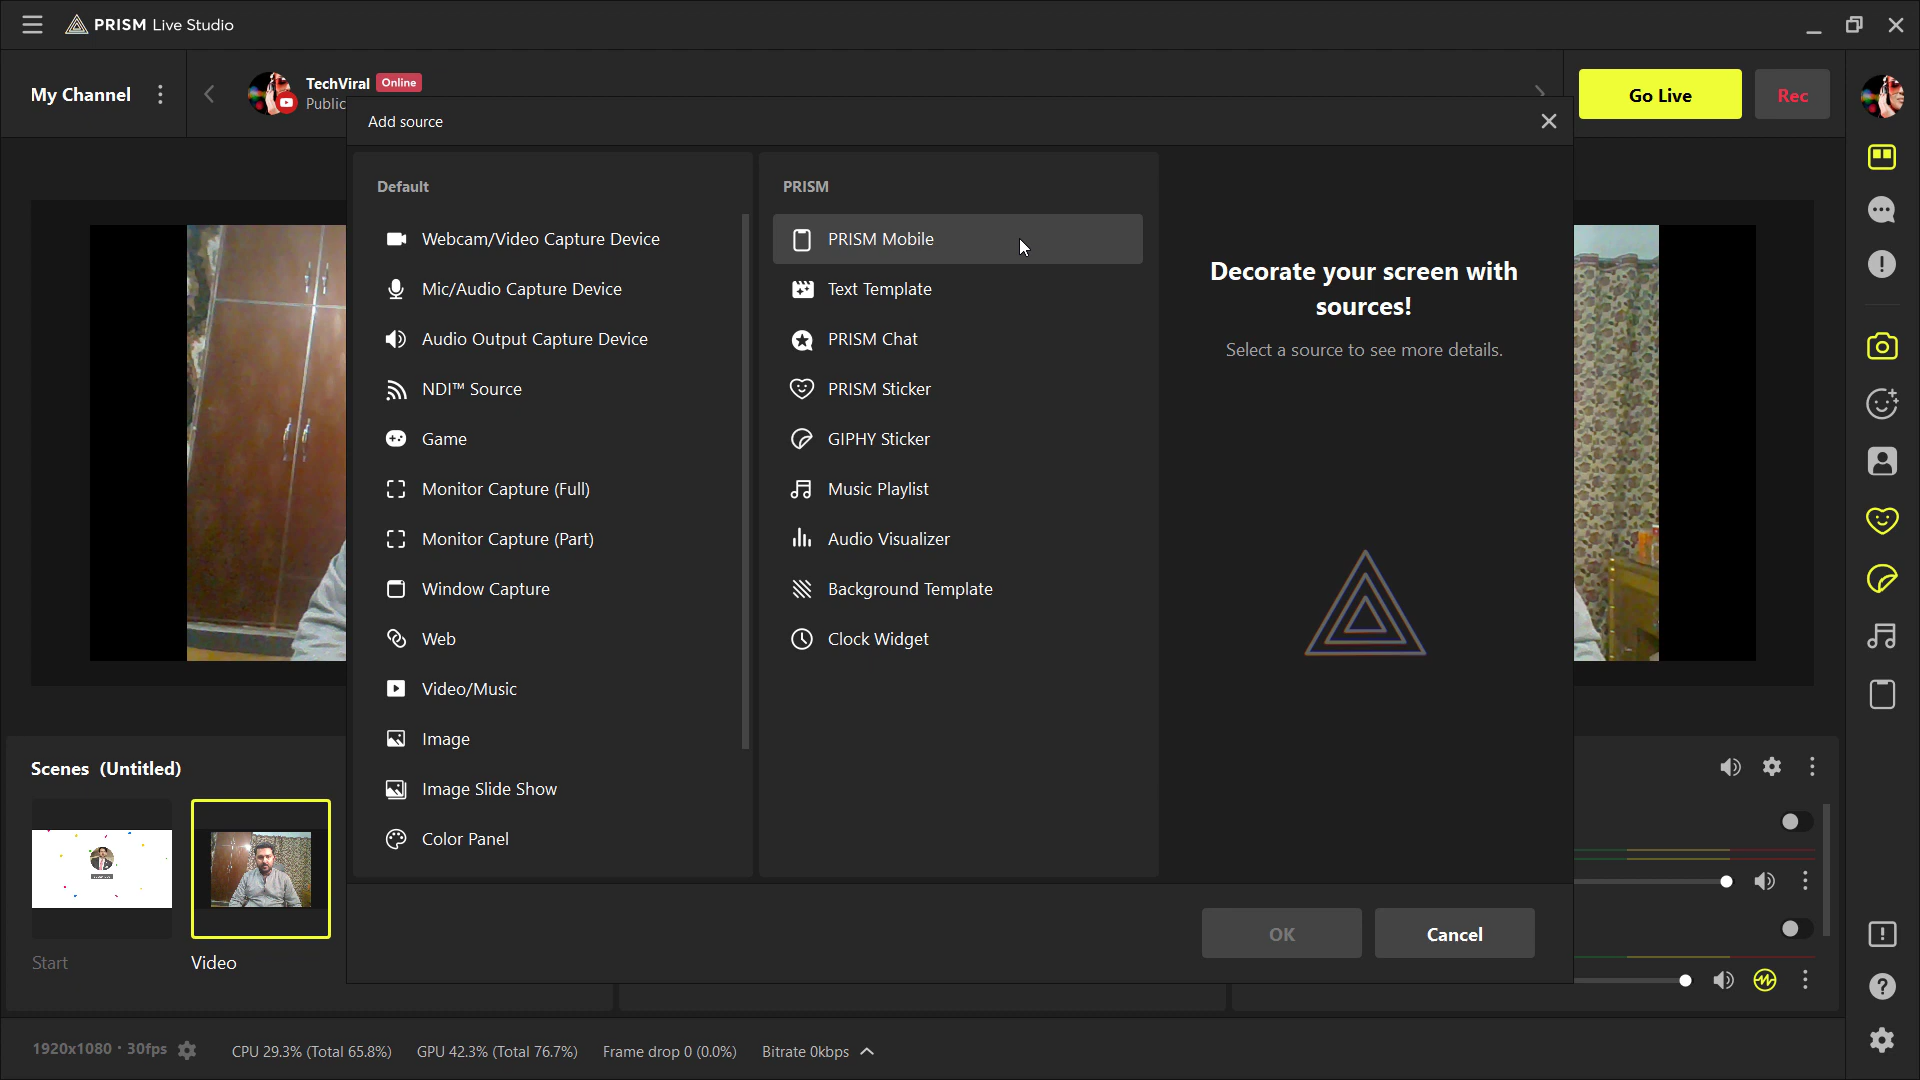 PRISM Live Studio
My Channel
TechViral Online
Public
Go Live
Rec
Add source
Default
Webcam/Video Capture Device
Mic/Audio Capture Device
Audio Output Capture Device
NDI™ Source
Game
Monitor Capture (Full)
Monitor Capture (Part)
Window Capture
Web
Video/Music
Image
Image Slide Show
Color Panel
PRISM
PRISM Mobile
Text Template
PRISM Chat
PRISM Sticker
GIPHY Sticker
Music Playlist
Audio Visualizer
Background Template
Clock Widget
Decorate your screen with
sources!
Select a source to see more details.
OK
Cancel
Scenes (Untitled)
Start
Video
1920x1080 • 30fps
CPU 29.3% (Total 65.8%)
GPU 42.3% (Total 76.7%)
Frame drop 0 (0.0%)
Bitrate 0kbps